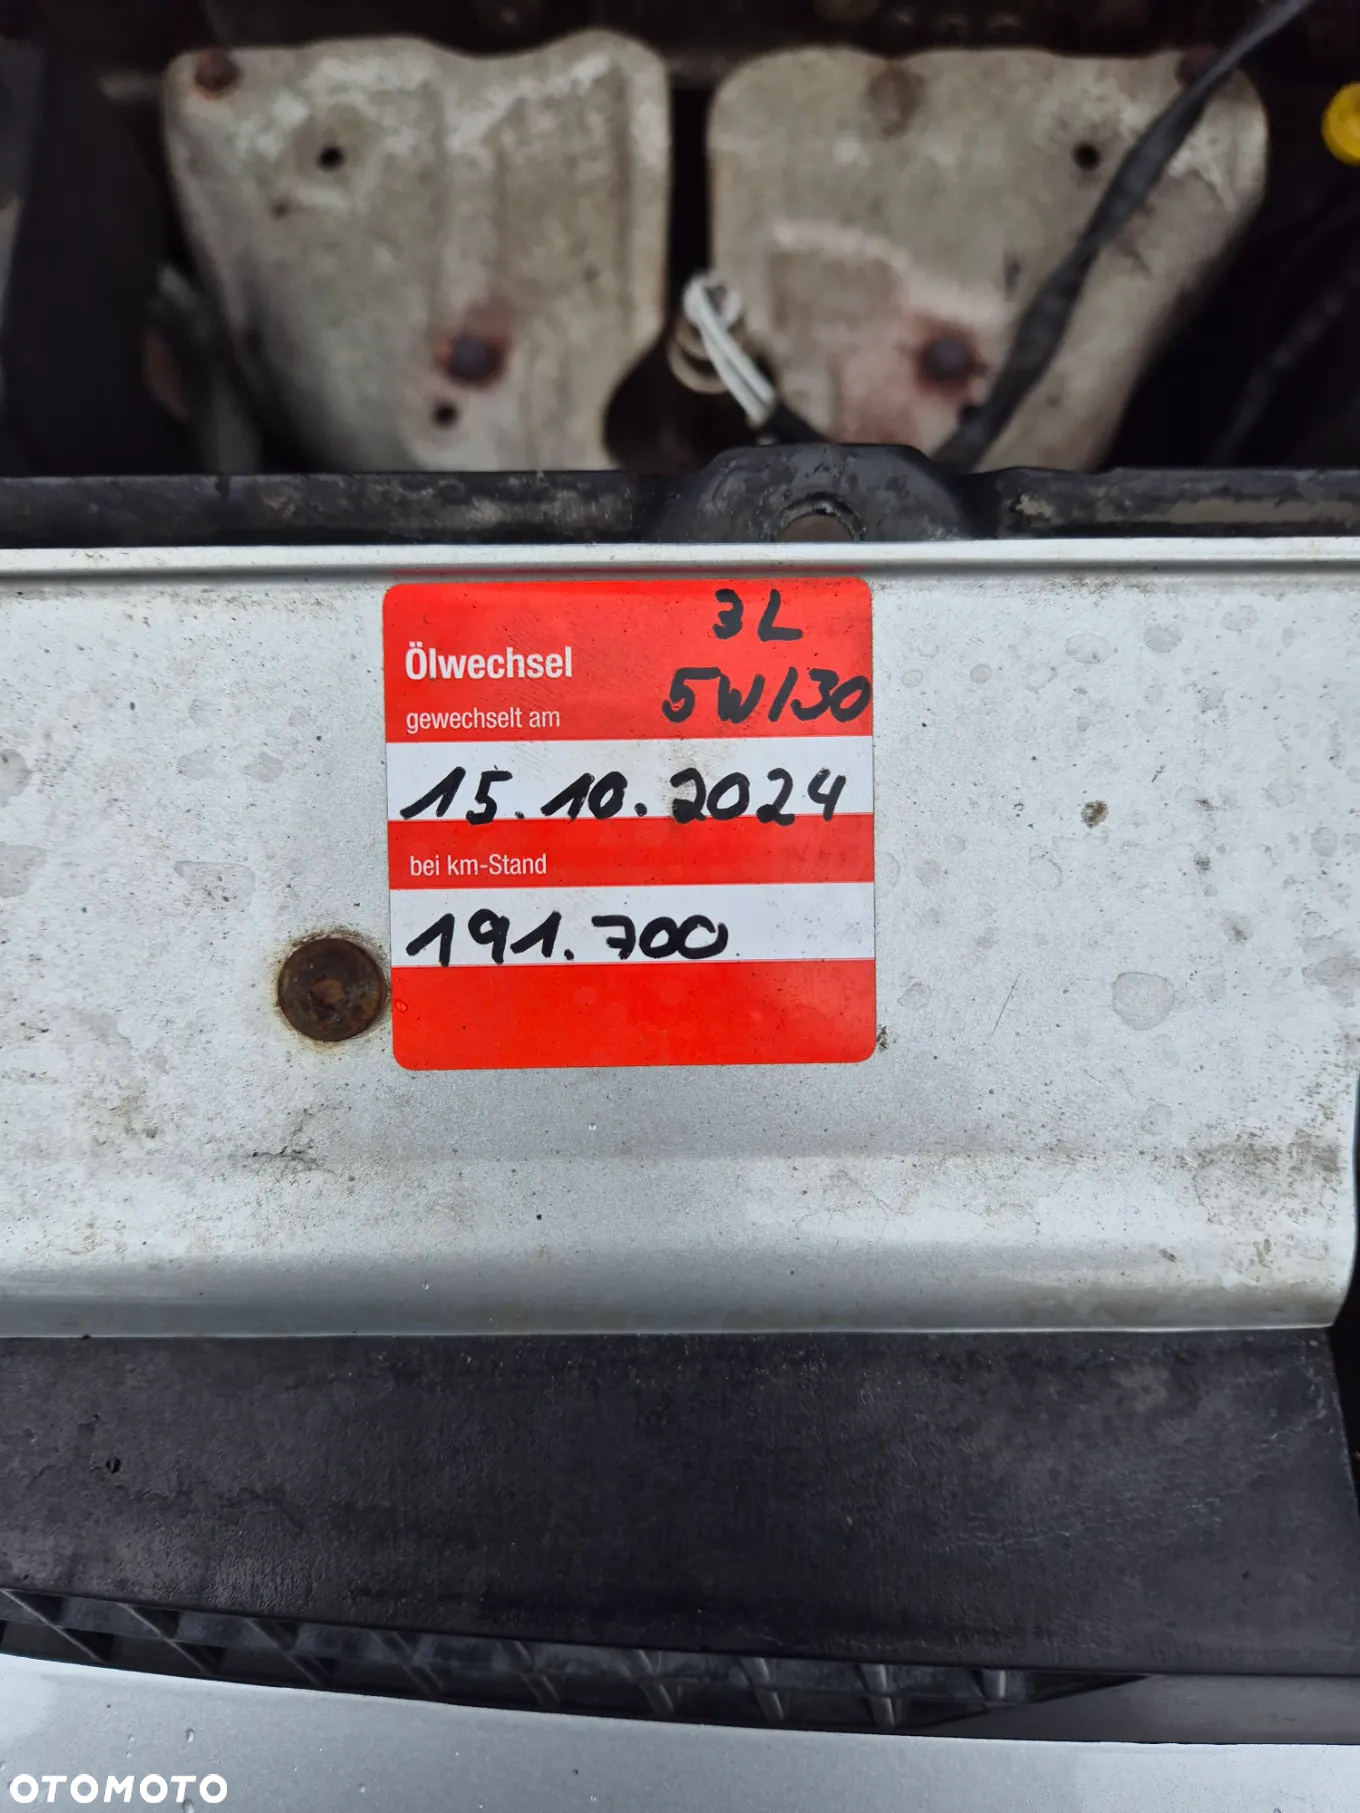 3L
Ölwechsel
5W/30
gewechselt am
15.10.2024
bei km-Stand
191.700
OTOMOTO